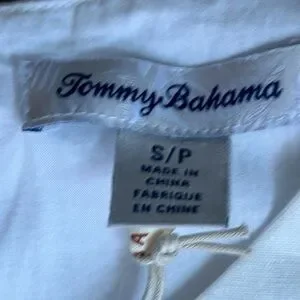 Tommy Bahama
S/P
MADE IN
CHINA
FABRIQUE
EN CHINE